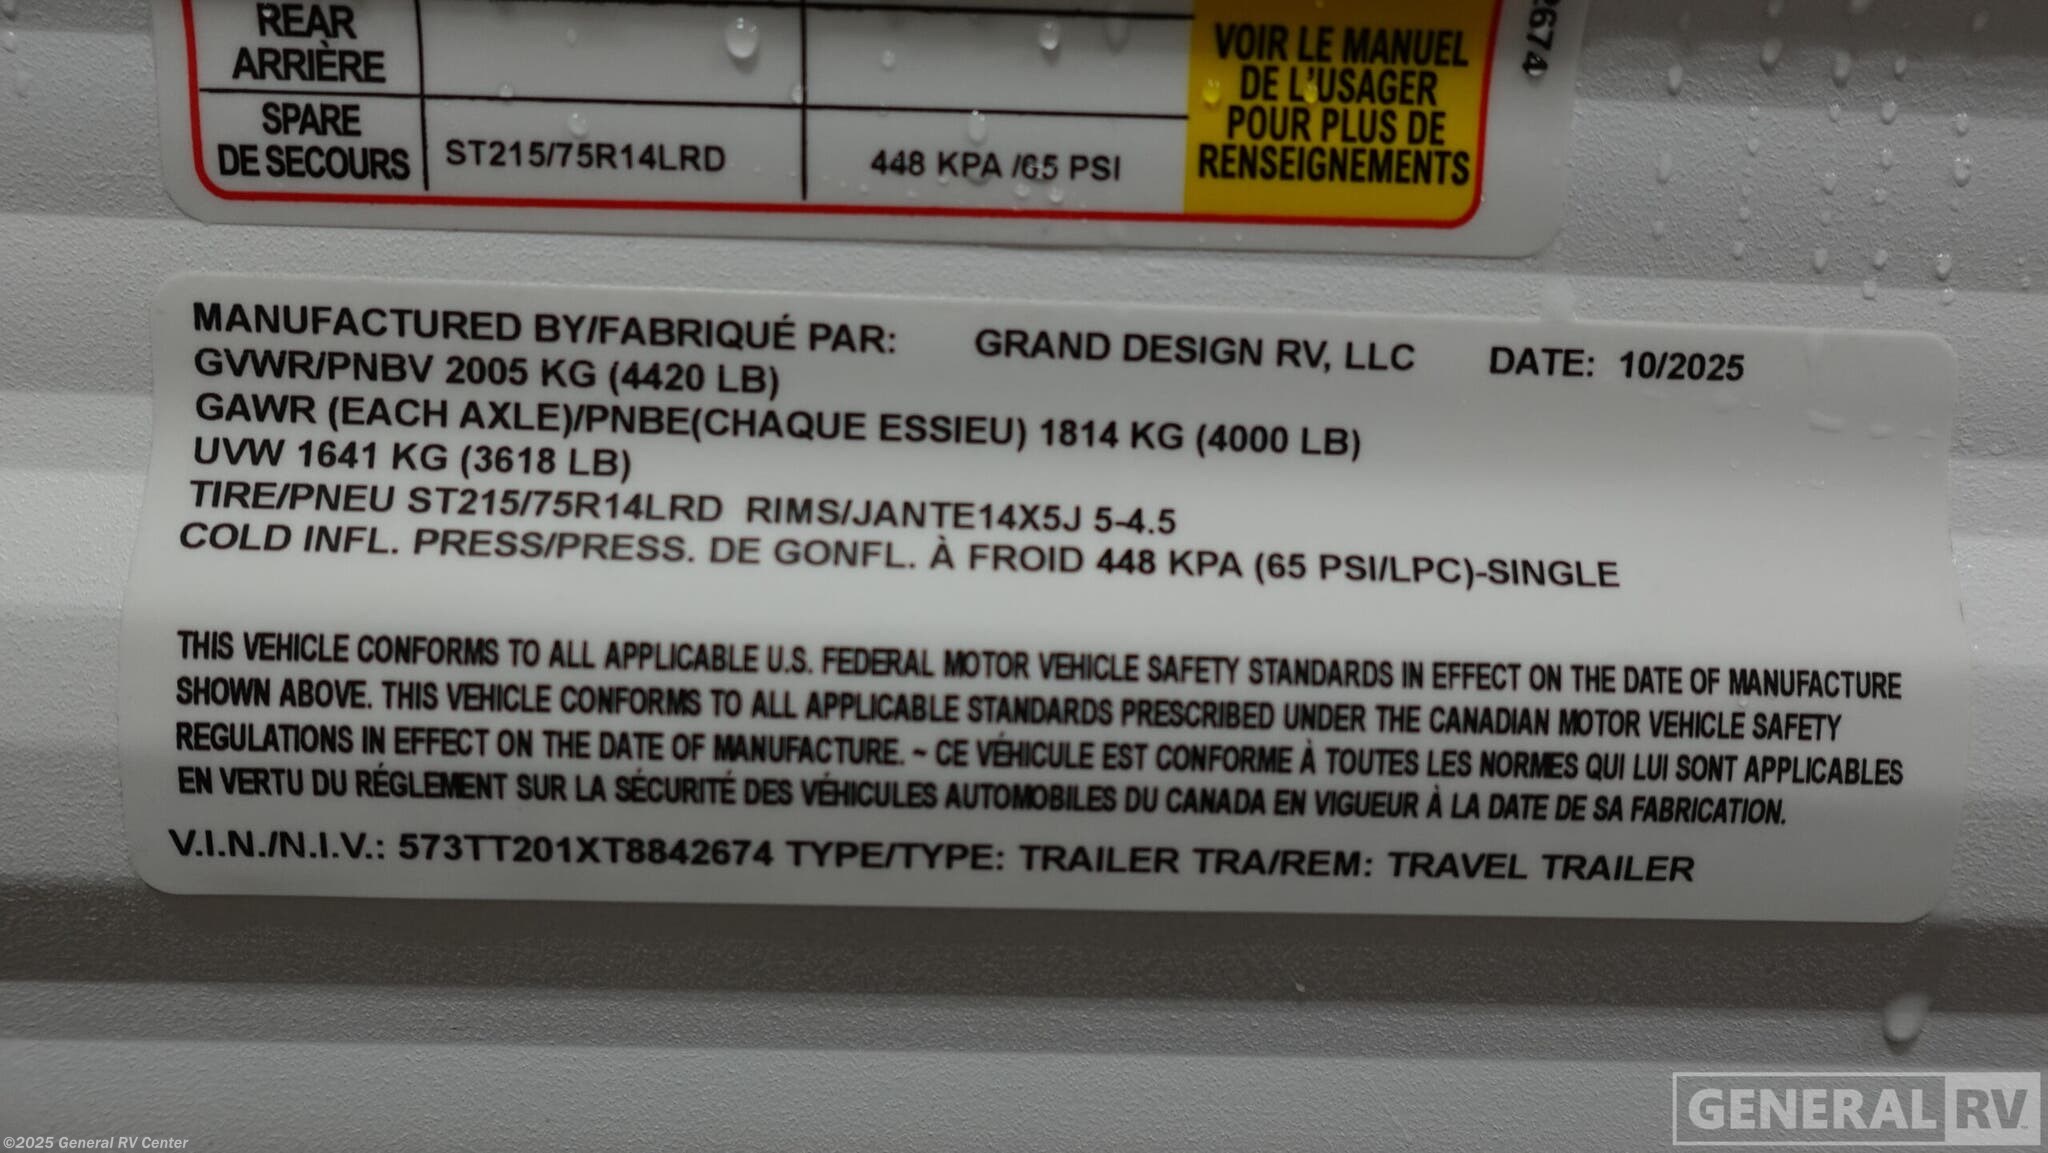 REAR
ARRIÈRE
SPARE
DE SECOURS
ST215/75R14LRD
448 KPA /65 PSI
VOIR LE MANUEL
DE L'USAGER
POUR PLUS DE
RENSEIGNEMENTS
2674
MANUFACTURED BY/FABRIQUÉ PAR: GRAND DESIGN RV, LLC DATE: 10/2025
GVWR/PNBV 2005 KG (4420 LB)
GAWR (EACH AXLE)/PNBE(CHAQUE ESSIEU) 1814 KG (4000 LB)
UVW 1641 KG (3618 LB)
TIRE/PNEU ST215/75R14LRD RIMS/JANTE14X5J 5-4.5
COLD INFL. PRESS/PRESS. DE GONFL. À FROID 448 KPA (65 PSI/LPC)-SINGLE
THIS VEHICLE CONFORMS TO ALL APPLICABLE U.S. FEDERAL MOTOR VEHICLE SAFETY STANDARDS IN EFFECT ON THE DATE OF MANUFACTURE
SHOWN ABOVE. THIS VEHICLE CONFORMS TO ALL APPLICABLE STANDARDS PRESCRIBED UNDER THE CANADIAN MOTOR VEHICLE SAFETY
REGULATIONS IN EFFECT ON THE DATE OF MANUFACTURE. ~ CE VÉHICULE EST CONFORME À TOUTES LES NORMES QUI LUI SONT APPLICABLES
EN VERTU DU RÉGLEMENT SUR LA SÉCURITÉ DES VÉHICULES AUTOMOBILES DU CANADA EN VIGUEUR À LA DATE DE SA FABRICATION.
V.I.N./N.I.V.: 573TT201XT8842674 TYPE/TYPE: TRAILER TRA/REM: TRAVEL TRAILER
GENERAL RV
©2025 General RV Center